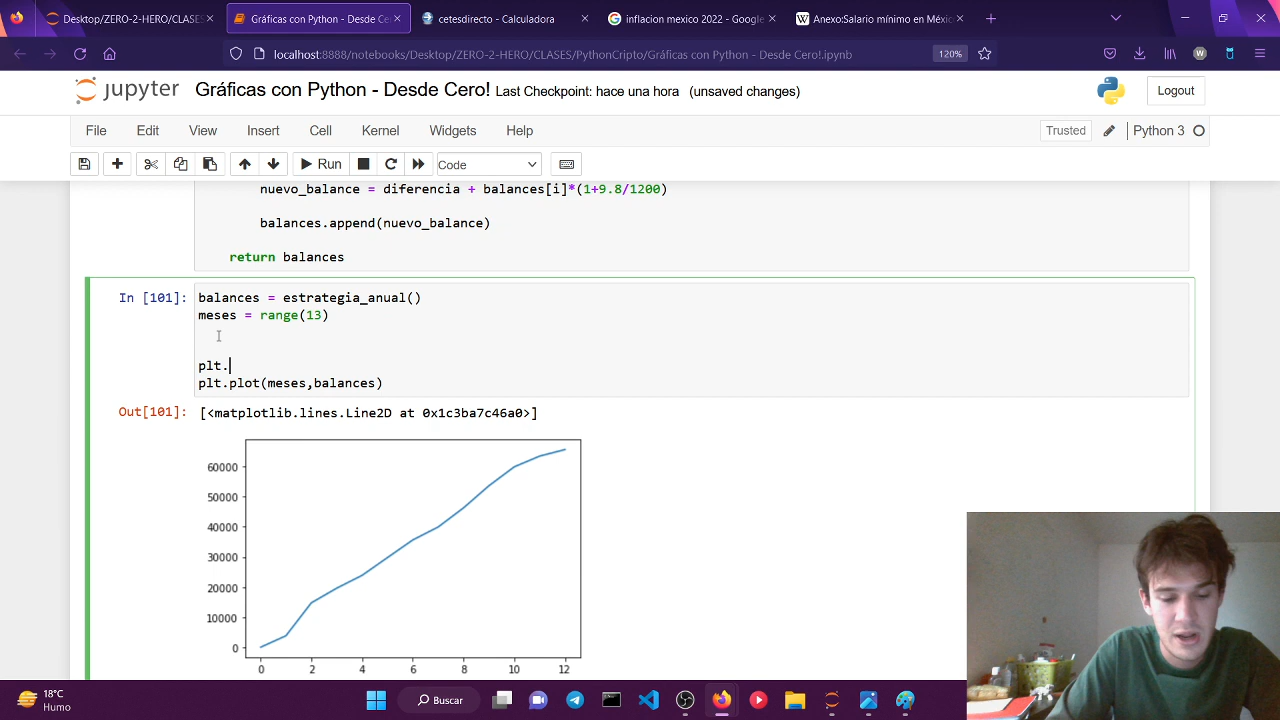 Desktop/ZERO-2-HERO/CLASES
Gráficas con Python - Desde Ce
cetesdirecto - Calculadora
inflacion mexico 2022 - Google
Anexo:Salario mínimo en Méxic
localhost:8888/notebooks/Desktop/ZERO-2-HERO/CLASES/PythonCripto/Gráficas con Python - Desde Cero!.ipynb
120%
W
jupyter
Gráficas con Python - Desde Cero!
Last Checkpoint: hace una hora (unsaved changes)
Logout
File
Edit
View
Insert
Cell
Kernel
Widgets
Help
Trusted
Python 3
Run
Code
nuevo_balance = diferencia + balances[i]*(1+9.8/1200)
balances.append(nuevo_balance)
return balances
In [101]:
balances = estrategia_anual()
meses = range(13)
plt.
plt.plot(meses,balances)
Out[101]:
[<matplotlib.lines.Line2D at 0x1c3ba7c46a0>]
60000
50000
40000
30000
20000
10000
0
0 2 4 6 8 10 12
18°C
Humo
Buscar